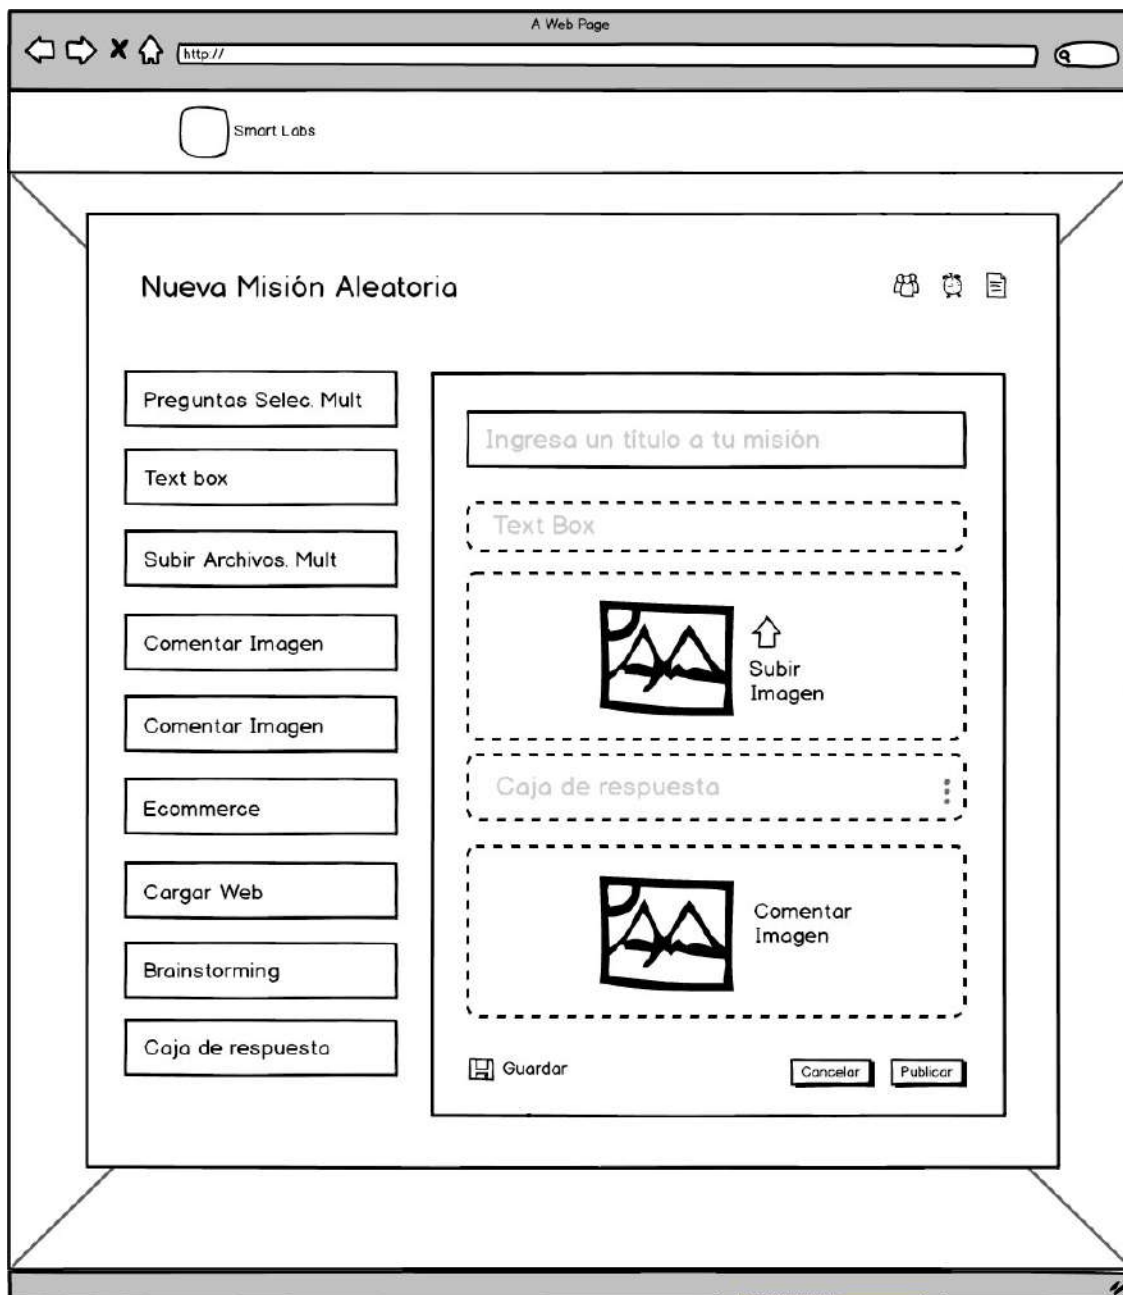 A Web Page
http://
Smart Labs
Nueva Misión Aleatoria
Preguntas Selec. Mult
Text box
Subir Archivos. Mult
Comentar Imagen
Comentar Imagen
Ecommerce
Cargar Web
Brainstorming
Caja de respuesta
Ingresa un título a tu misión
Text Box
Subir
Imagen
Caja de respuesta
Comentar
Imagen
Guardar
Cancelar
Publicar